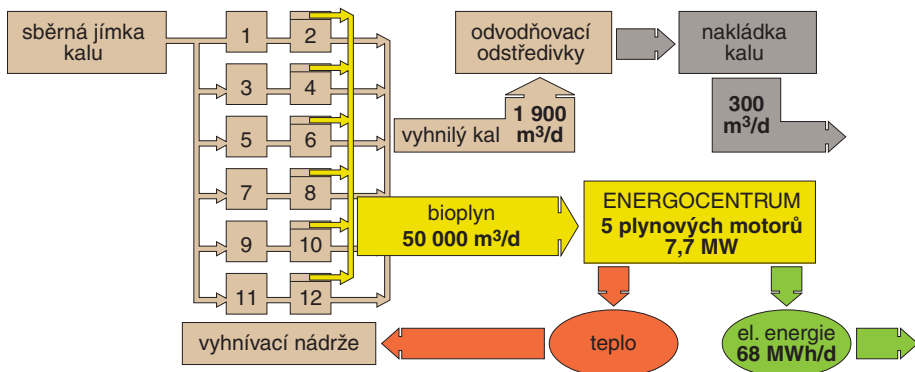 sběrná jímka
kalu
1
2
3
4
5
6
7
8
9
10
11
12
odvodňovací
odstředivky
nakládka
kalu
vyhnilý kal
1 900
m³/d
300
m³/d
bioplyn
50 000 m³/d
ENERGOCENTRUM
5 plynových motorů
7,7 MW
vyhnívací nádrže
teplo
el. energie
68 MWh/d